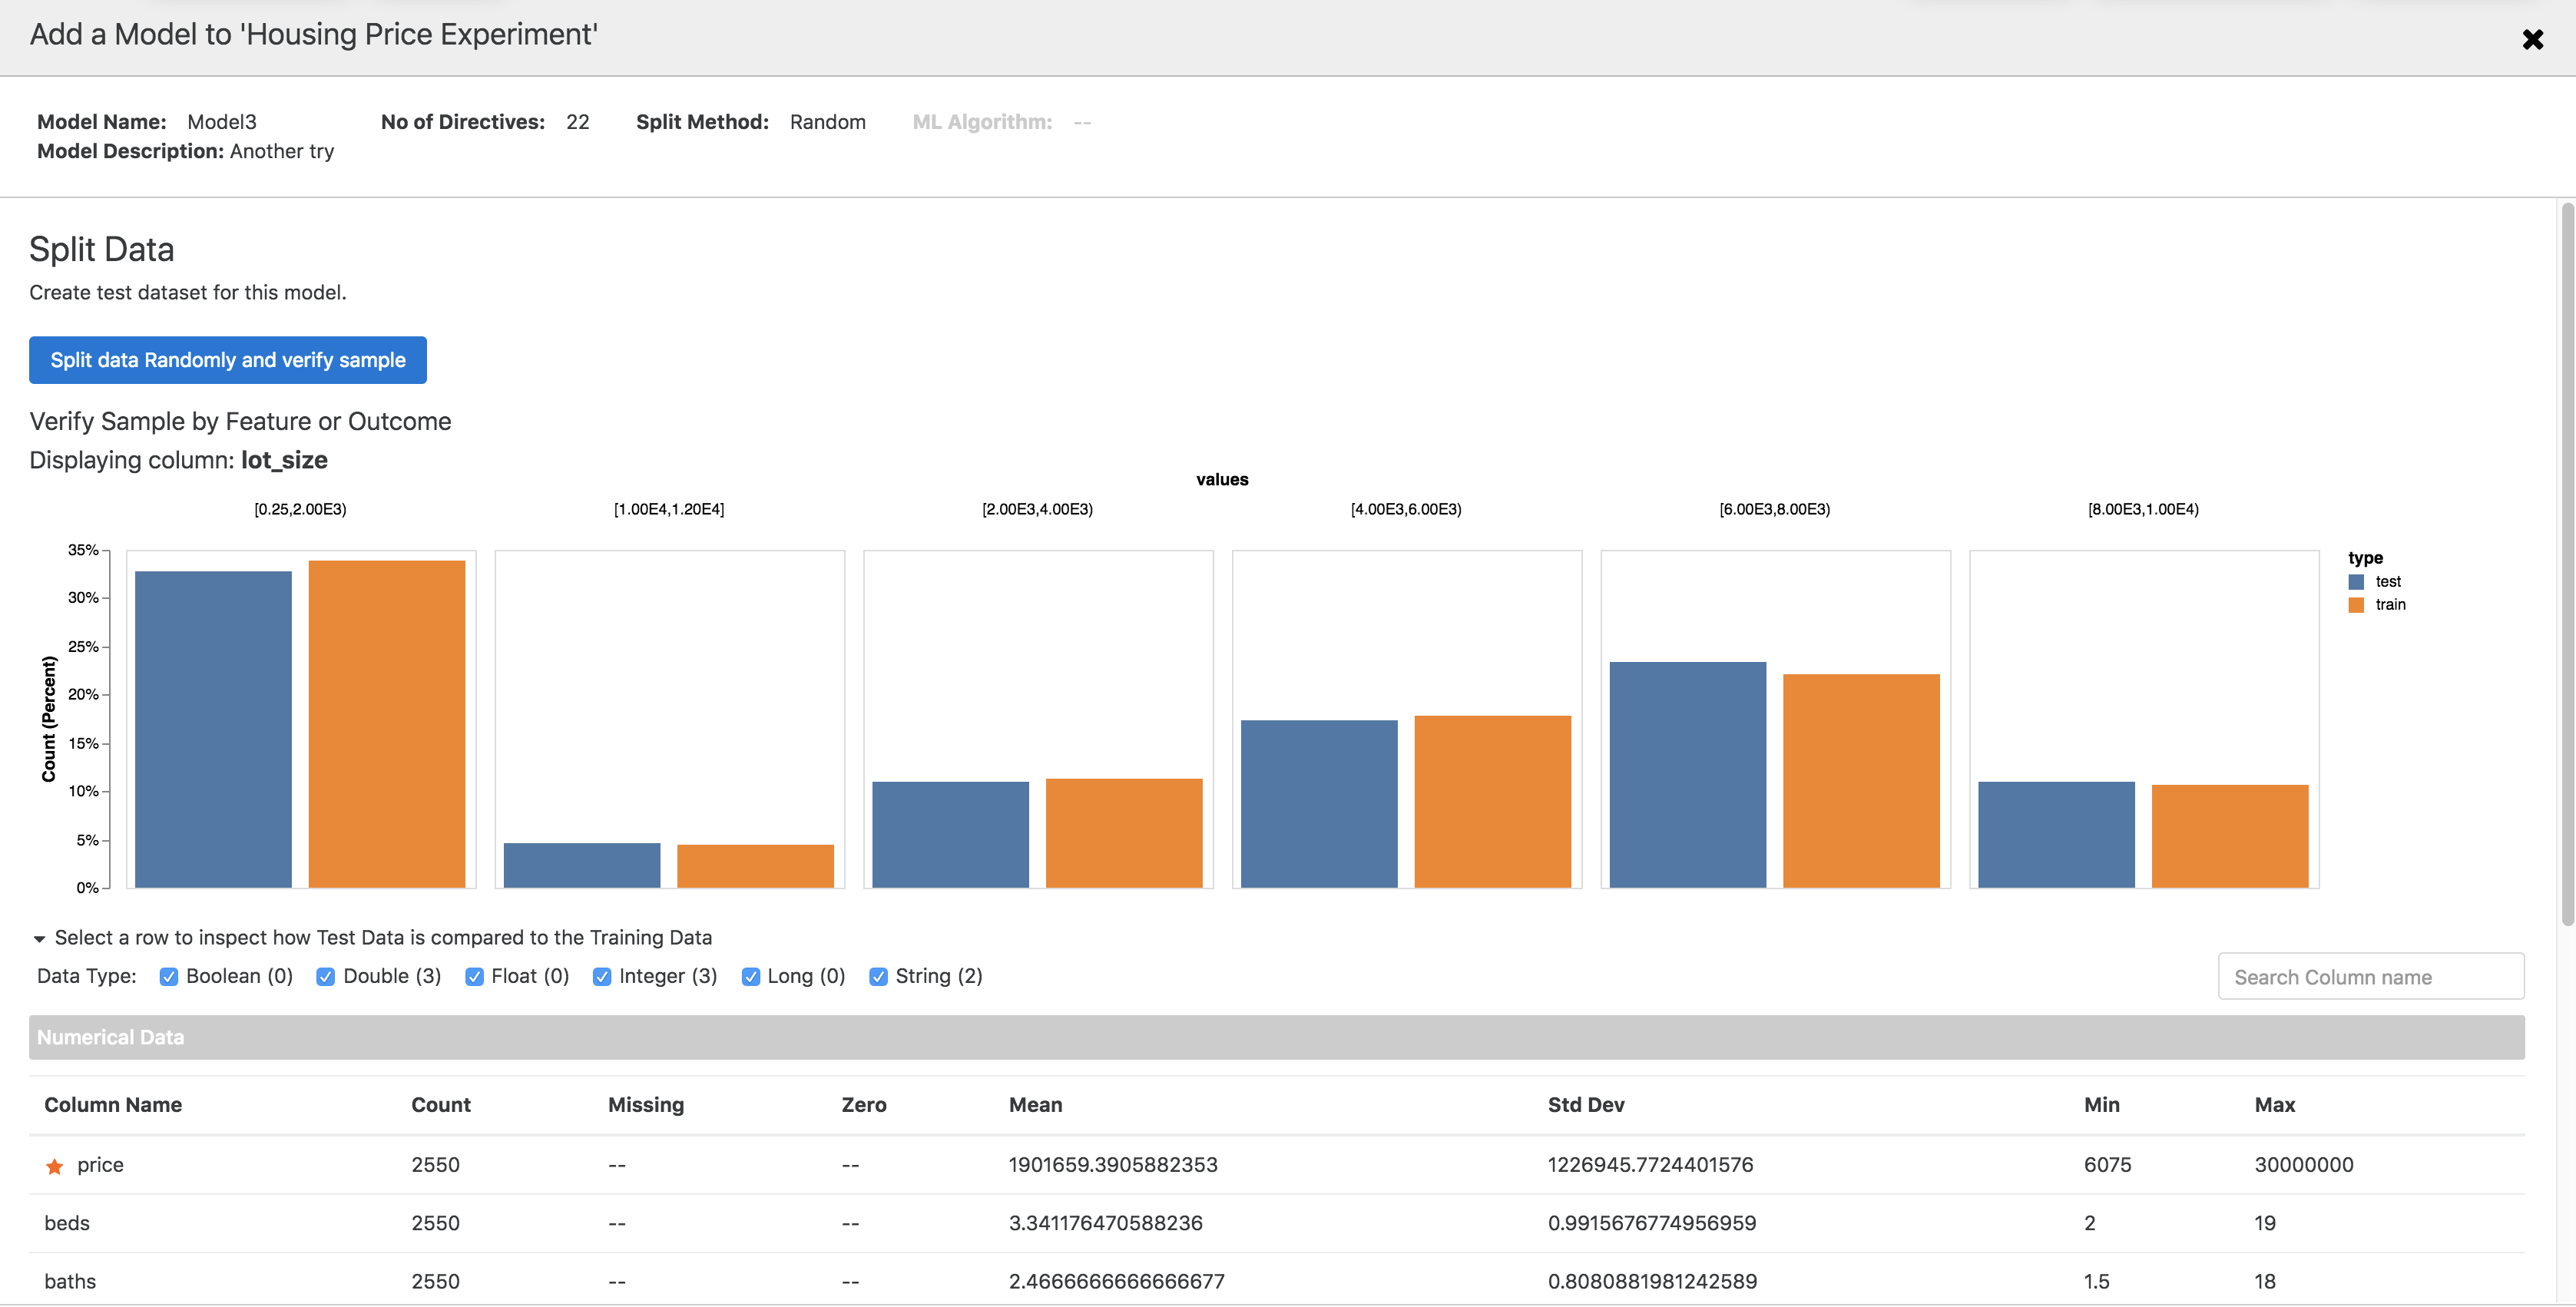 Add a Model to 'Housing Price Experiment'
Model Name: Model3 No of Directives: 22 Split Method: Random ML Algorithm: --
Model Description: Another try
Split Data
Create test dataset for this model.
Split data Randomly and verify sample
Verify Sample by Feature or Outcome
Displaying column: lot_size
values
[0.25,2.00E3) [1.00E4,1.20E4] [2.00E3,4.00E3) [4.00E3,6.00E3) [6.00E3,8.00E3) [8.00E3,1.00E4)
Count (Percent)
35%
30%
25%
20%
15%
10%
5%
0%
type
test
train
Select a row to inspect how Test Data is compared to the Training Data
Data Type: Boolean (0) Double (3) Float (0) Integer (3) Long (0) String (2)
Search Column name
Numerical Data
Column Name Count Missing Zero Mean Std Dev Min Max
price 2550 -- -- 1901659.3905882353 1226945.7724401576 6075 30000000
beds 2550 -- -- 3.341176470588236 0.9915676774956959 2 19
baths 2550 -- -- 2.4666666666666677 0.8080881981242589 1.5 18